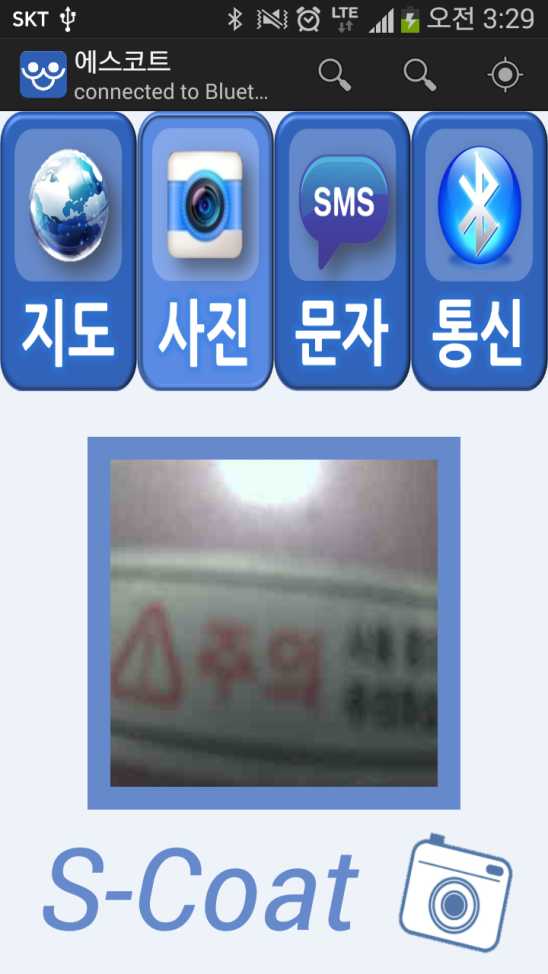 SKT LTE 오전 3:29
에스코트
connected to Bluet...
SMS
지도 사진 문자 통신
주의
S-Coat